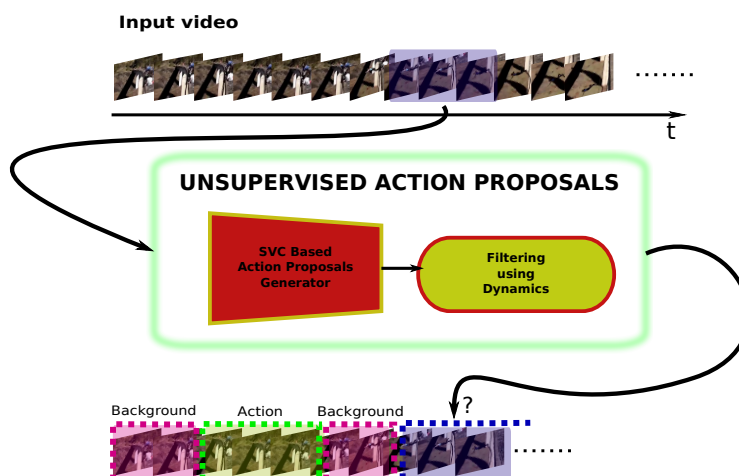 Input video
.......
t
UNSUPERVISED ACTION PROPOSALS
SVC Based
Action Proposals
Generator
Filtering
using
Dynamics
?
Background
Action
Background
.......